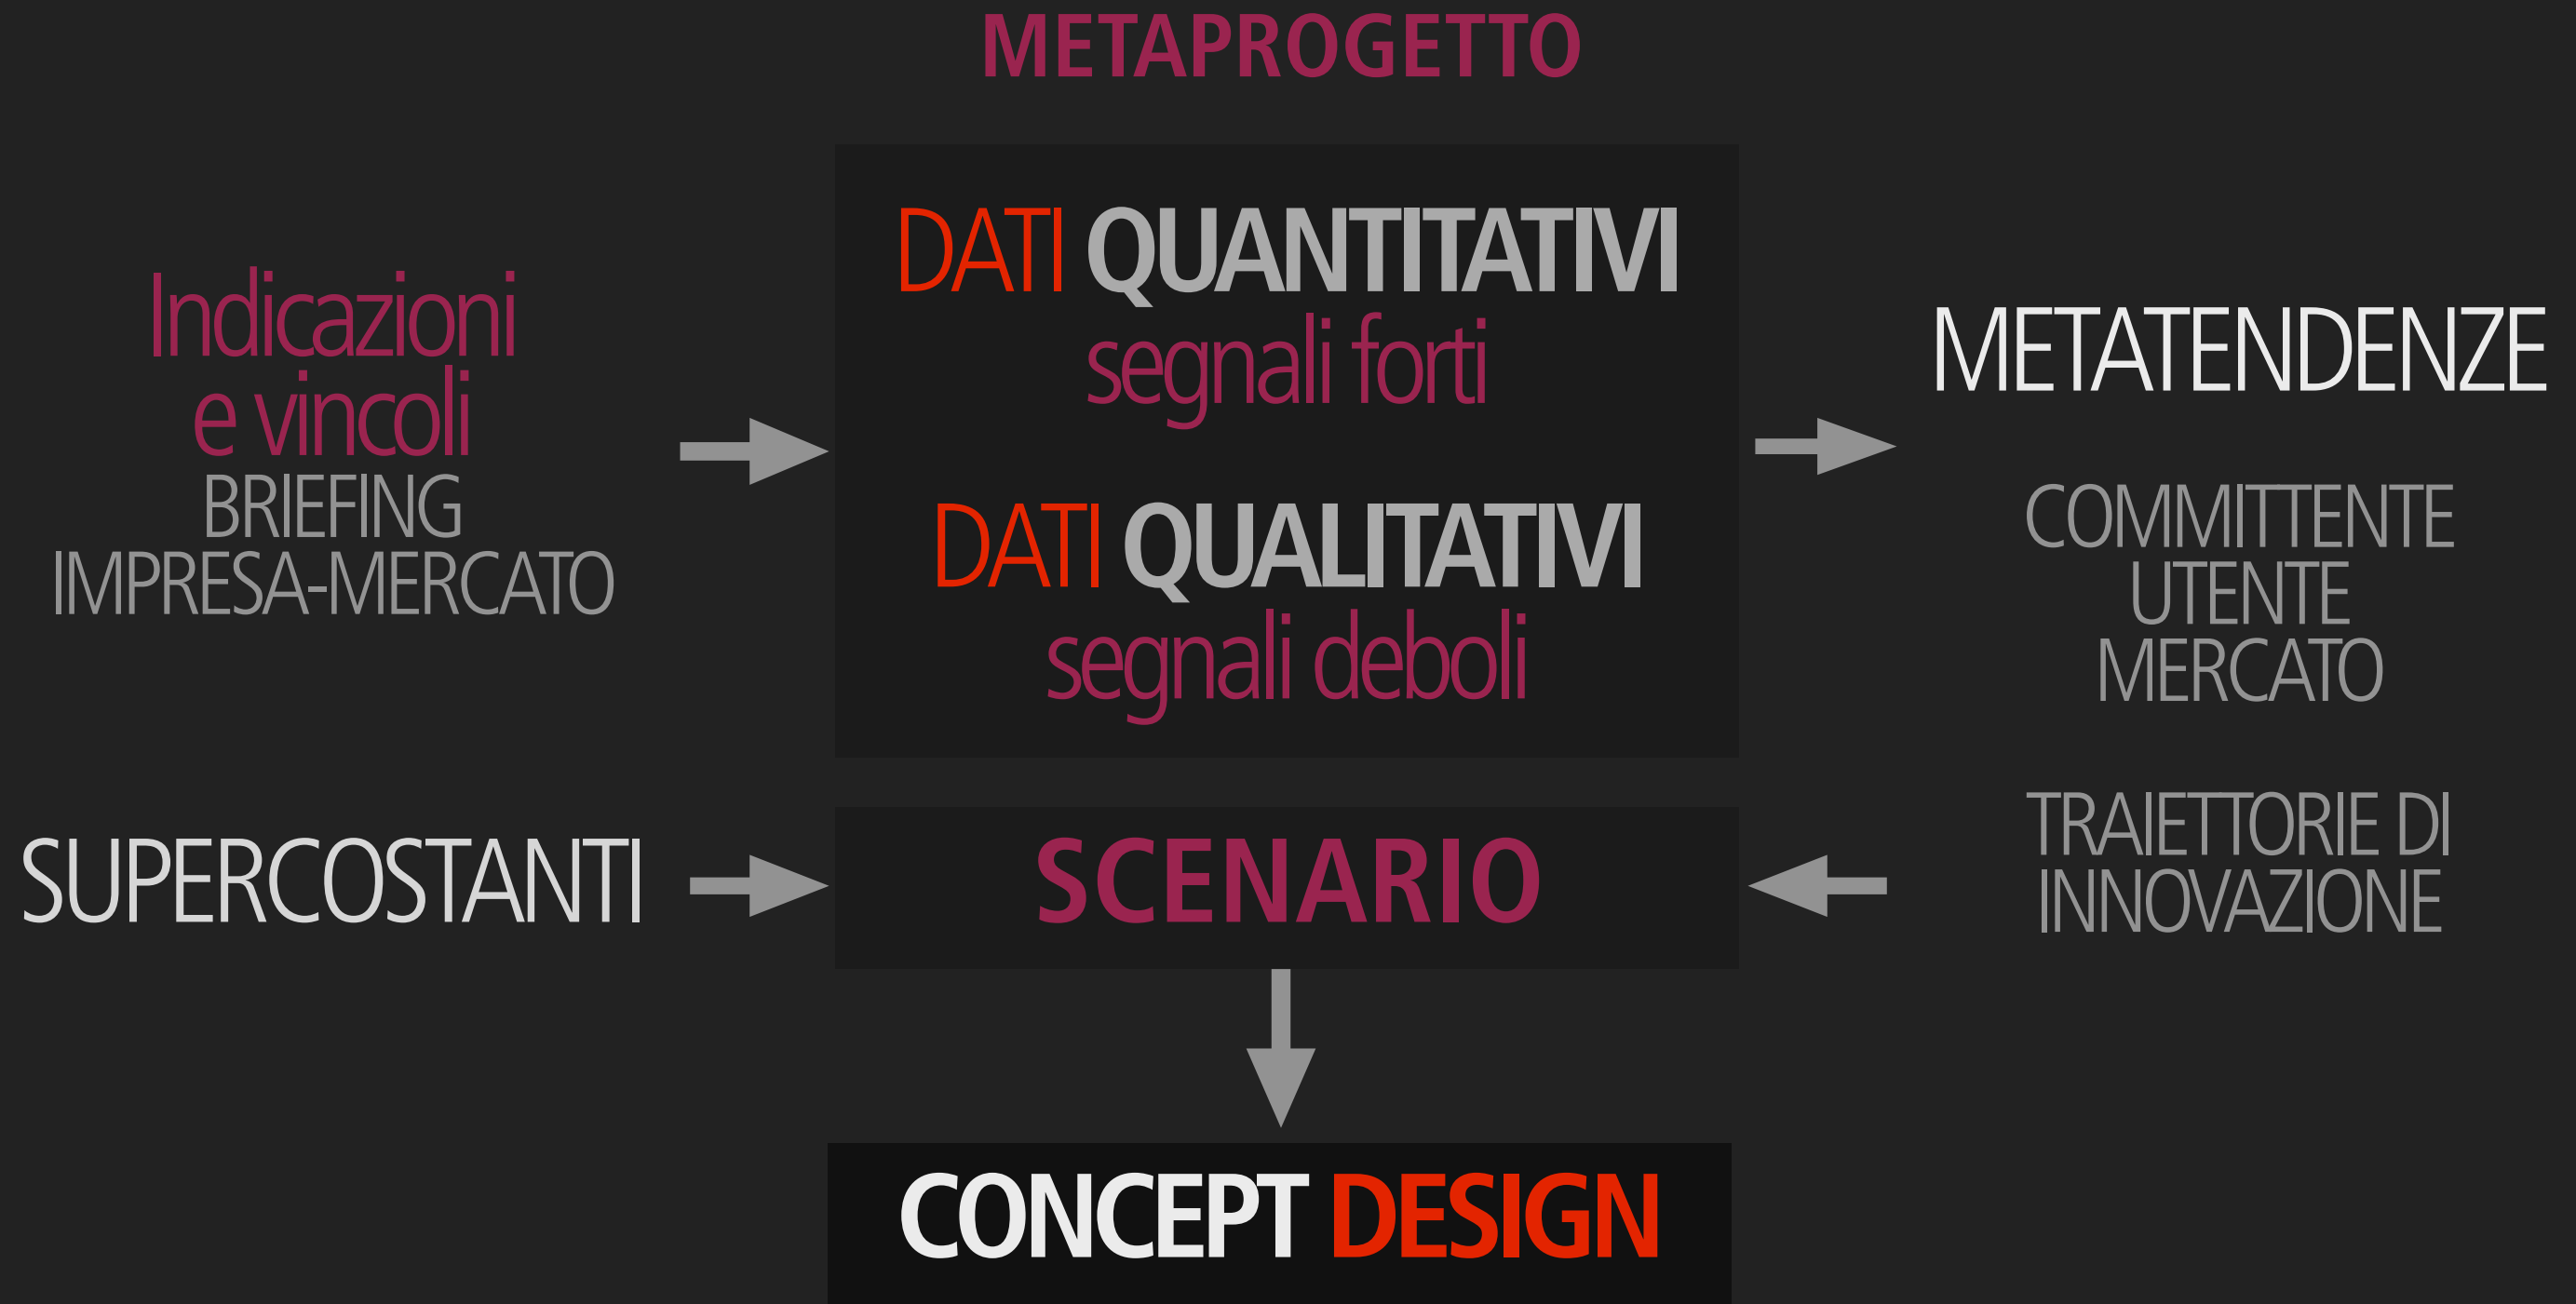 METAPROGETTO
Indicazioni
e vincoli
BRIEFING
IMPRESA-MERCATO
DATI QUANTITATIVI
segnali forti
DATI QUALITATIVI
segnali deboli
METATENDENZE
COMMITTENTE
UTENTE
MERCATO
SUPERCOSTANTI
SCENARIO
TRAIETTORIE DI
INNOVAZIONE
CONCEPT DESIGN